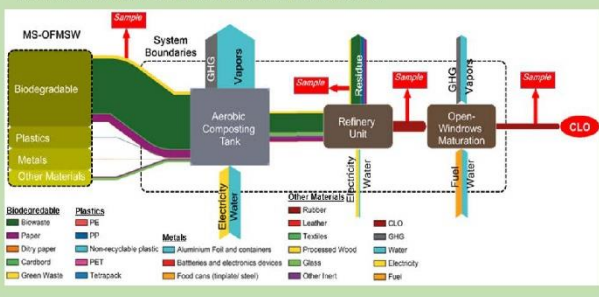 MS-OFMSW
Sample
System
Boundaries
GHG
Vapors
Sample
Residue
Sample
GHG
Vapors
Sample
Biodegradable
Plastics
Metals
Other Materials
Aerobic
Composting
Tank
Refinery
Unit
Open-
Windrows
Maturation
CLO
Electricity
Water
Electricity
Water
Fuel
Water
Biodegredable
Biowaste
Paper
Ditry paper
Cardbord
Green Waste
Plastics
PE
PP
Non-recyclable plastic
PET
Tetrapack
Metals
Aluminium Foil and containers
Battteries and electronics devices
Food cans (tinplate/ steel)
Other Materials
Rubber
Leather
Textiles
Processed Wood
Glass
Other Inert
CLO
GHG
Water
Electricity
Fuel